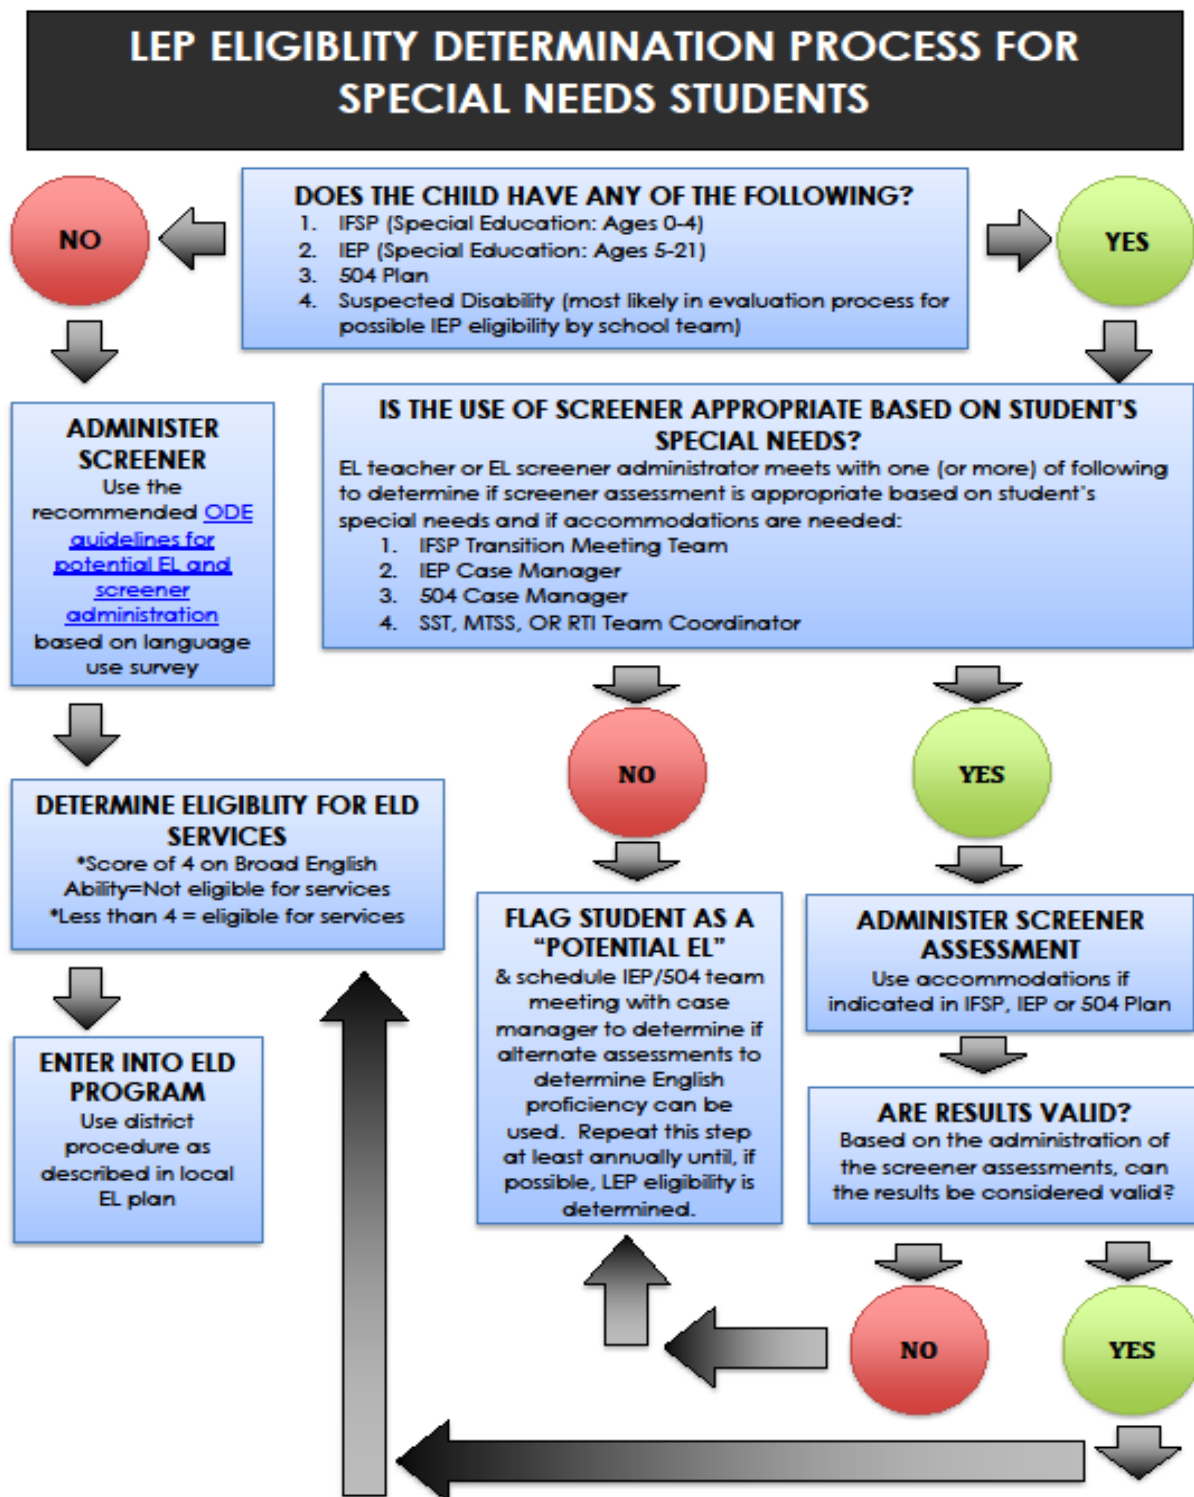 LEP ELIGIBLITY DETERMINATION PROCESS FOR
SPECIAL NEEDS STUDENTS
NO
DOES THE CHILD HAVE ANY OF THE FOLLOWING?
1. IFSP (Special Education: Ages 0-4)
2. IEP (Special Education: Ages 5-21)
3. 504 Plan
4. Suspected Disability (most likely in evaluation process for
possible IEP eligibility by school team)
YES
ADMINISTER
SCREENER
Use the
recommended ODE
guidelines for
potential EL and
screener
administration
based on language
use survey
IS THE USE OF SCREENER APPROPRIATE BASED ON STUDENT'S
SPECIAL NEEDS?
EL teacher or EL screener administrator meets with one (or more) of following
to determine if screener assessment is appropriate based on student's
special needs and if accommodations are needed:
1. IFSP Transition Meeting Team
2. IEP Case Manager
3. 504 Case Manager
4. SST, MTSS, OR RTI Team Coordinator
NO
YES
DETERMINE ELIGIBLITY FOR ELD
SERVICES
*Score of 4 on Broad English
Ability=Not eligible for services
*Less than 4 = eligible for services
FLAG STUDENT AS A
"POTENTIAL EL"
& schedule IEP/504 team
meeting with case
manager to determine if
alternate assessments to
determine English
proficiency can be
used. Repeat this step
at least annually until, if
possible, LEP eligibility is
determined.
ADMINISTER SCREENER
ASSESSMENT
Use accommodations if
indicated in IFSP, IEP or 504 Plan
ENTER INTO ELD
PROGRAM
Use district
procedure as
described in local
EL plan
ARE RESULTS VALID?
Based on the administration of
the screener assessments, can
the results be considered valid?
NO
YES